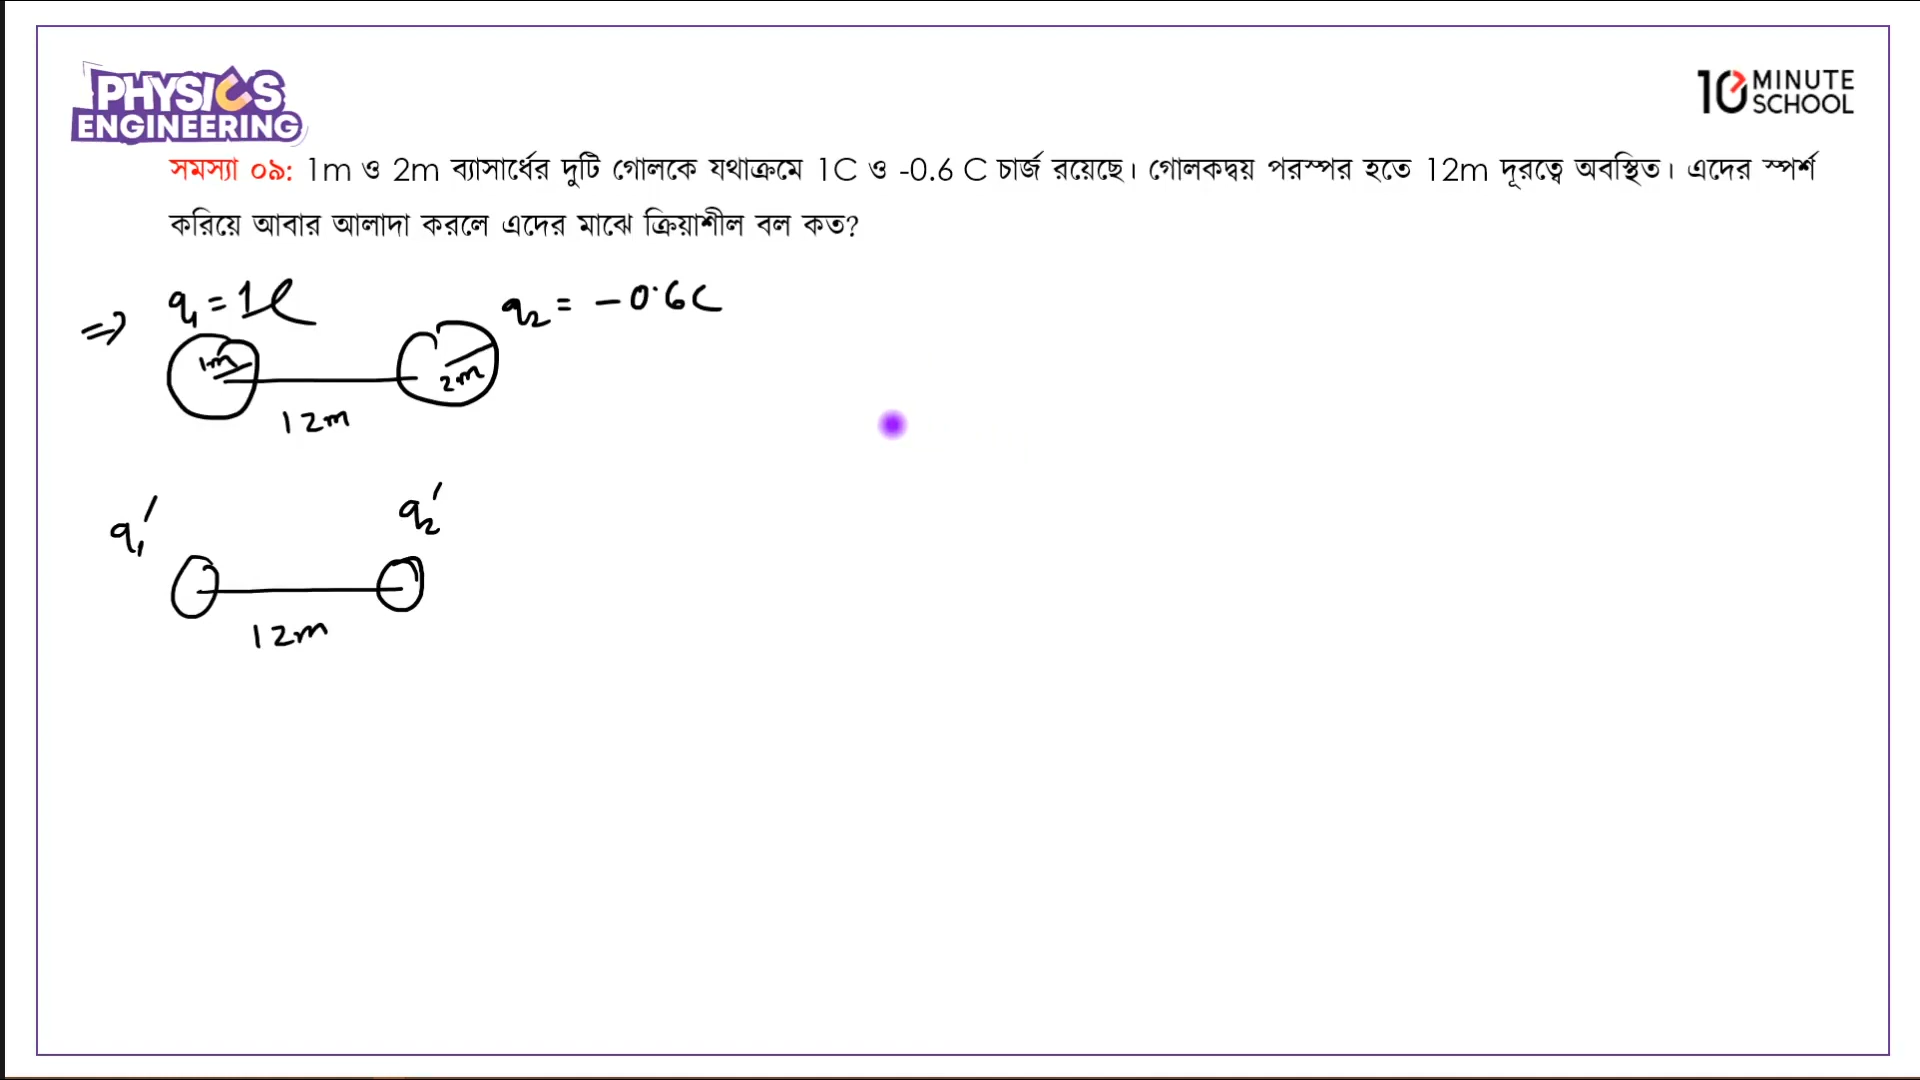 PHYSICS
ENGINEERING
10 MINUTE
SCHOOL
সমস্যা ০৯: 1m ও 2m ব্যাসার্ধের দুটি গোলকে যথাক্রমে 1C ও -0.6 C চার্জ রয়েছে। গোলকদ্বয় পরস্পর হতে 12m দূরত্বে অবস্থিত। এদের স্পর্শ
করিয়ে আবার আলাদা করলে এদের মাঝে ক্রিয়াশীল বল কত?
⇒ q₁ = 1C q₂ = -0.6C
1m 2m
12m
q₁′ q₂′
12m